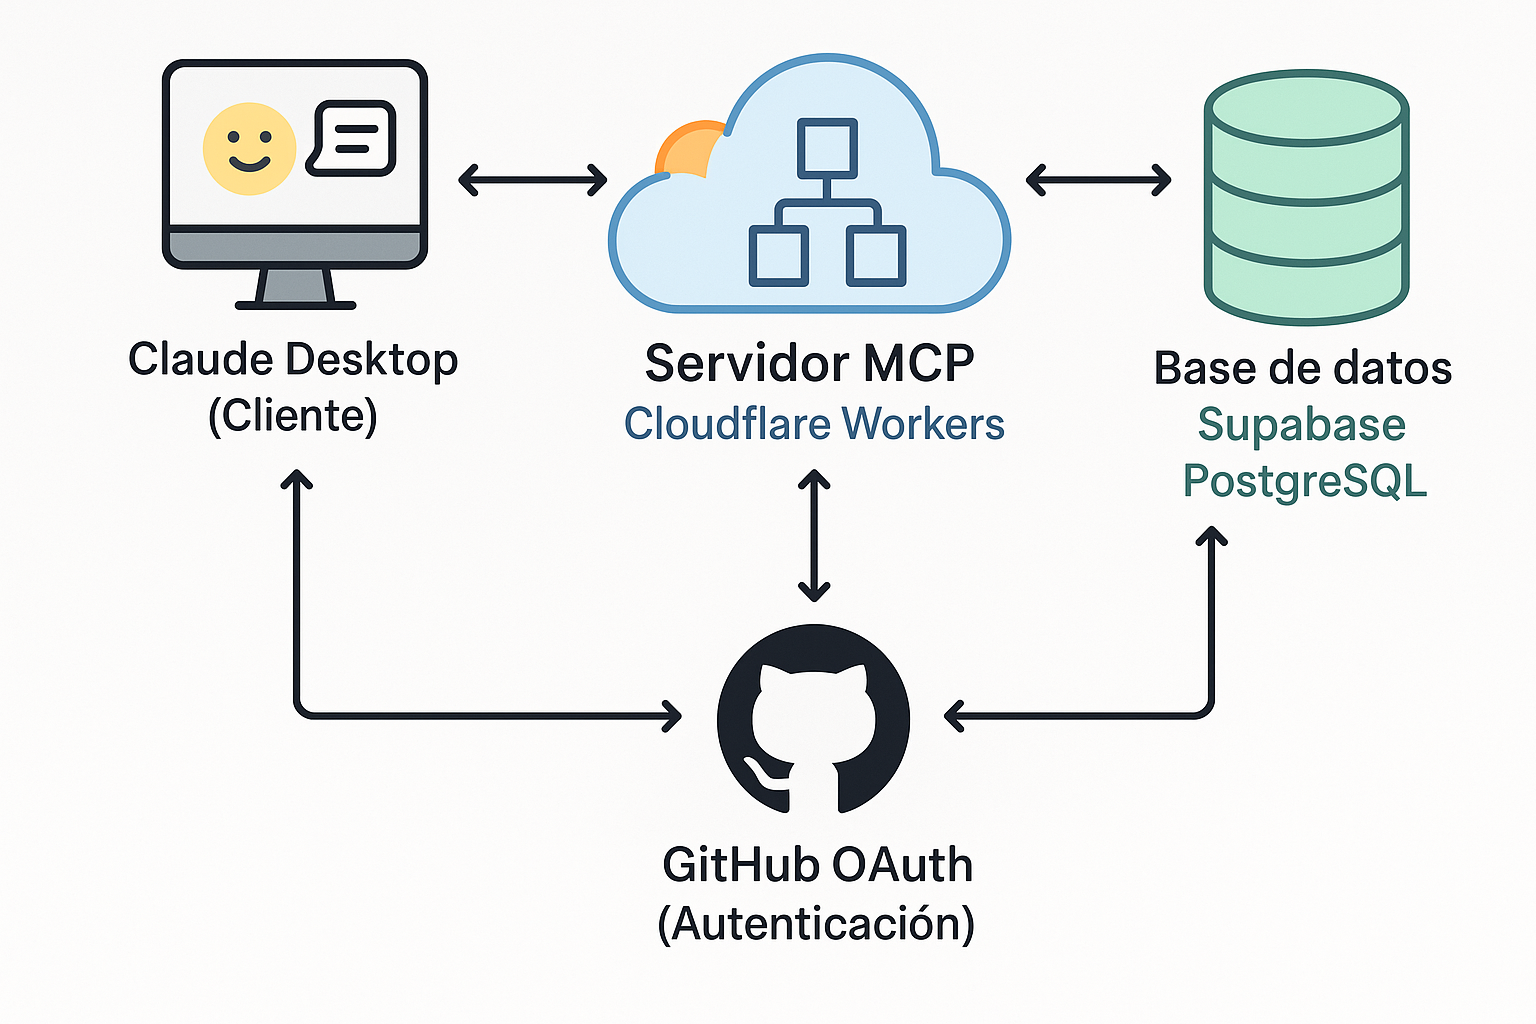 Claude Desktop
(Cliente)
Servidor MCP
Cloudflare Workers
Base de datos
Supabase
PostgreSQL
GitHub OAuth
(Autenticación)